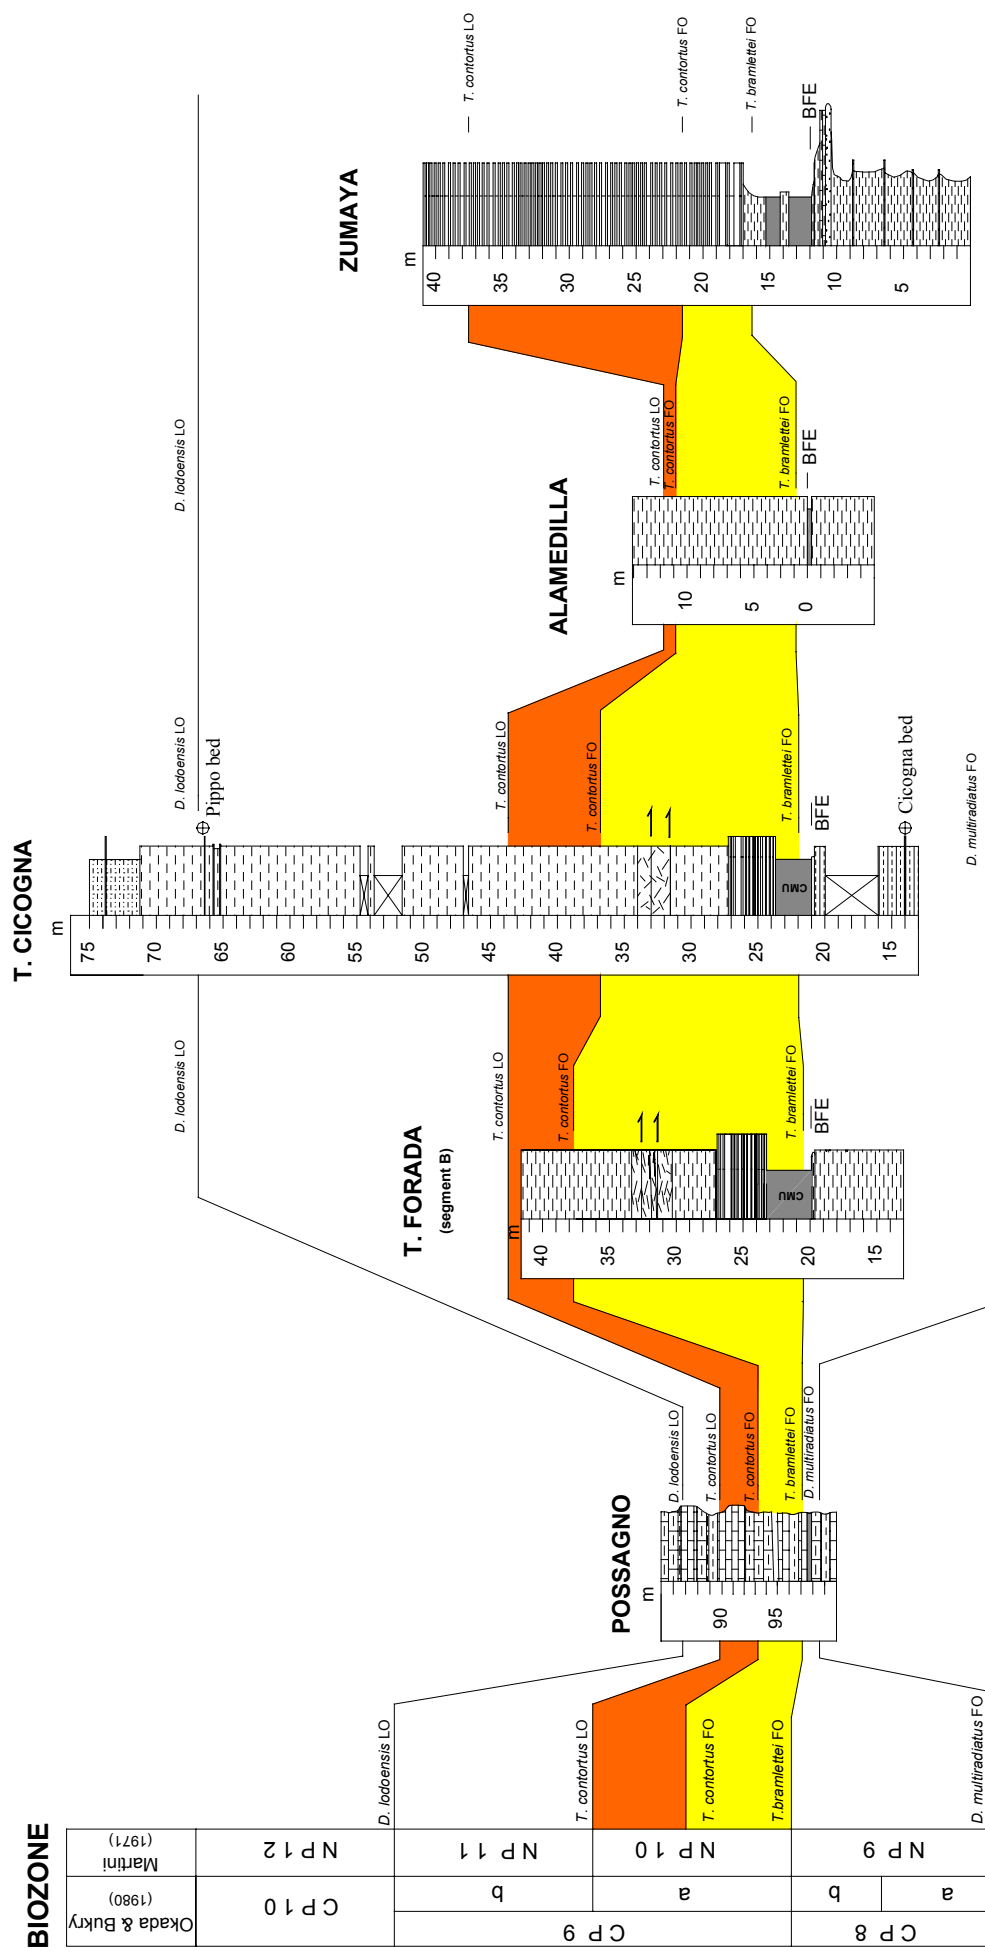 BIOZONE
Okada & Bukry
(1980)
Martini
(1971)
CP10
NP12
CP 9
b
a
NP 11
NP 10
CP 8
b
a
NP 9
D. lodoensis LO
T. contortus LO
T. contortus FO
T.bramlettei FO
D. multiradiatus FO
POSSAGNO
m
90
95
D. lodoensis LO
T. contortus LO
T. contortus FO
T. bramlettei FO
D. multiradiatus FO
T. FORADA
(segment B)
m
40
35
30
25
20
15
CMU
D. lodoensis LO
T. contortus LO
T. contortus FO
T. bramlettei FO
BFE
T. CICOGNA
m
75
70
65
60
55
50
45
40
35
30
25
20
15
CMU
D. lodoensis LO
Pippo bed
T. contortus LO
T. contortus FO
T. bramlettei FO
BFE
Cicogna bed
D. multiradiatus FO
ALAMEDILLA
m
10
5
0
D. lodoensis LO
T. contortus LO
T. contortus FO
T. bramlettei FO
BFE
ZUMAYA
m
40
35
30
25
20
15
10
5
T. contortus LO
T. contortus FO
T. bramlettei FO
BFE